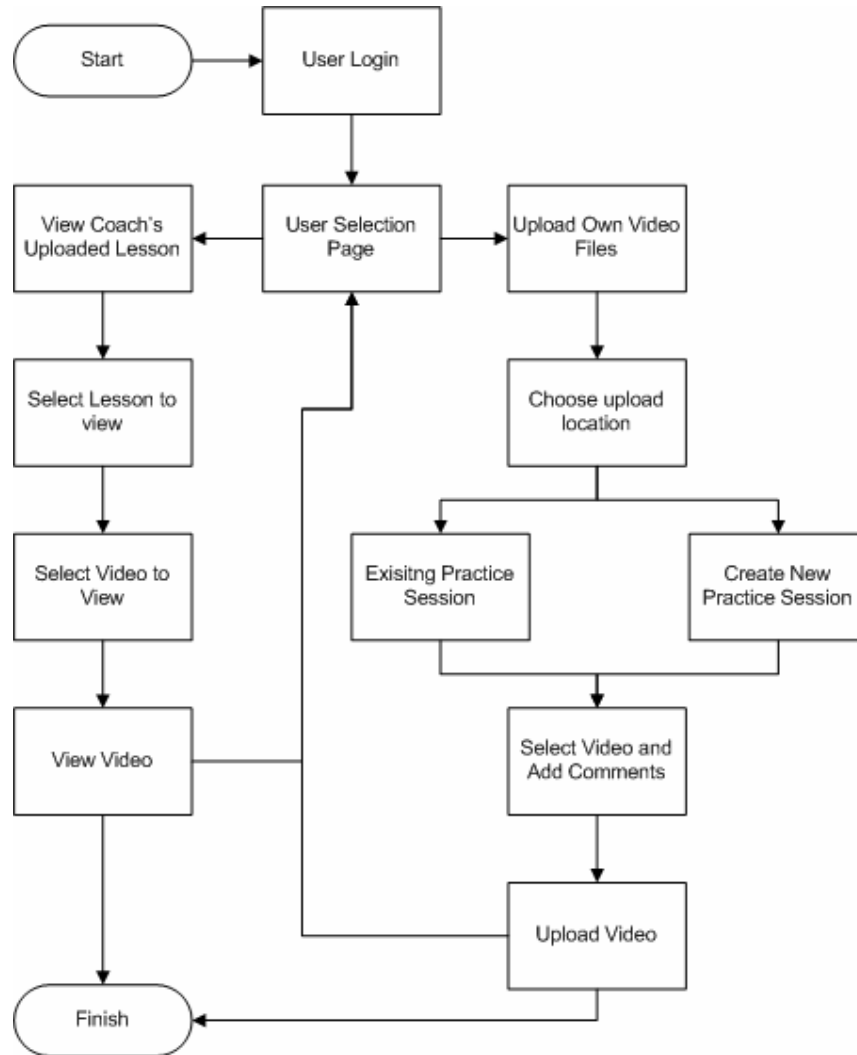 Start
User Login
View Coach's
Uploaded Lesson
User Selection
Page
Upload Own Video
Files
Select Lesson to
view
Choose upload
location
Select Video to
View
Exisitng Practice
Session
Create New
Practice Session
View Video
Select Video and
Add Comments
Upload Video
Finish